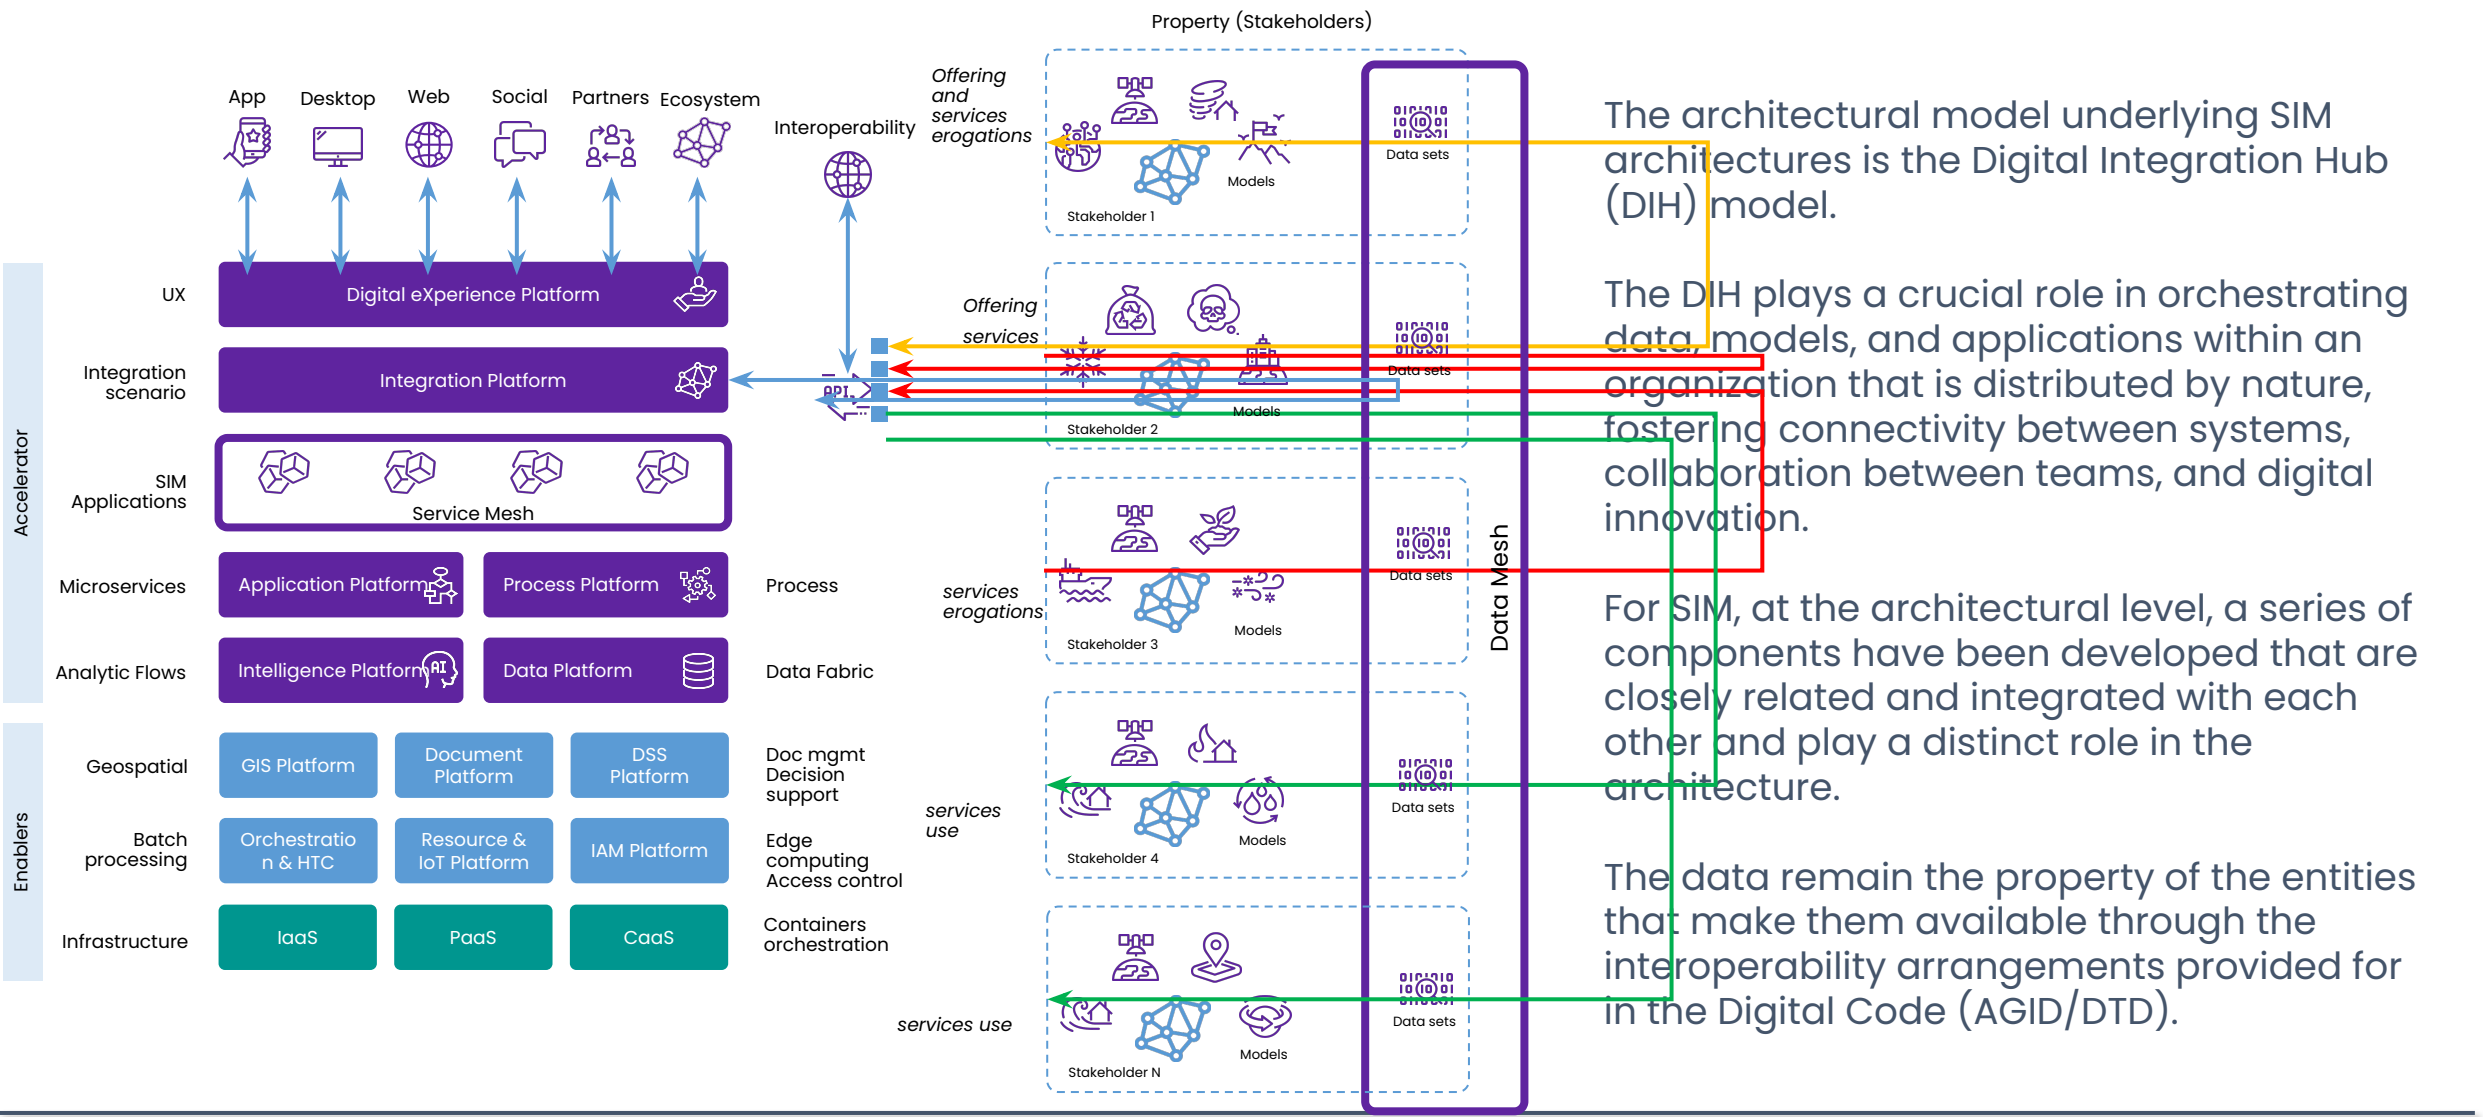 Property (Stakeholders)
App
Desktop
Web
Social
Partners
Ecosystem
Interoperability
UX
Digital eXperience Platform
Integration
scenario
Integration Platform
API
SIM
Applications
Service Mesh
Accelerator
Microservices
Application Platform
Process Platform
Process
Analytic Flows
Intelligence Platform
AI
Data Platform
Data Fabric
Enablers
Geospatial
GIS Platform
Document
Platform
DSS
Platform
Doc mgmt
Decision
support
Batch
processing
Orchestratio
n & HTC
Resource &
IoT Platform
IAM Platform
Edge
computing
Access control
Infrastructure
IaaS
PaaS
CaaS
Containers
orchestration
Offering
and
services
erogations
Stakeholder 1
Models
Data sets
Offering
services
Stakeholder 2
Models
Data sets
services
erogations
Stakeholder 3
Models
Data sets
Data Mesh
services
use
Stakeholder 4
Models
Data sets
services use
Stakeholder N
Models
Data sets
The architectural model underlying SIM
architectures is the Digital Integration Hub
(DIH) model.
The DIH plays a crucial role in orchestrating
data, models, and applications within an
organization that is distributed by nature,
fostering connectivity between systems,
collaboration between teams, and digital
innovation.
For SIM, at the architectural level, a series of
components have been developed that are
closely related and integrated with each
other and play a distinct role in the
architecture.
The data remain the property of the entities
that make them available through the
interoperability arrangements provided for
in the Digital Code (AGID/DTD).